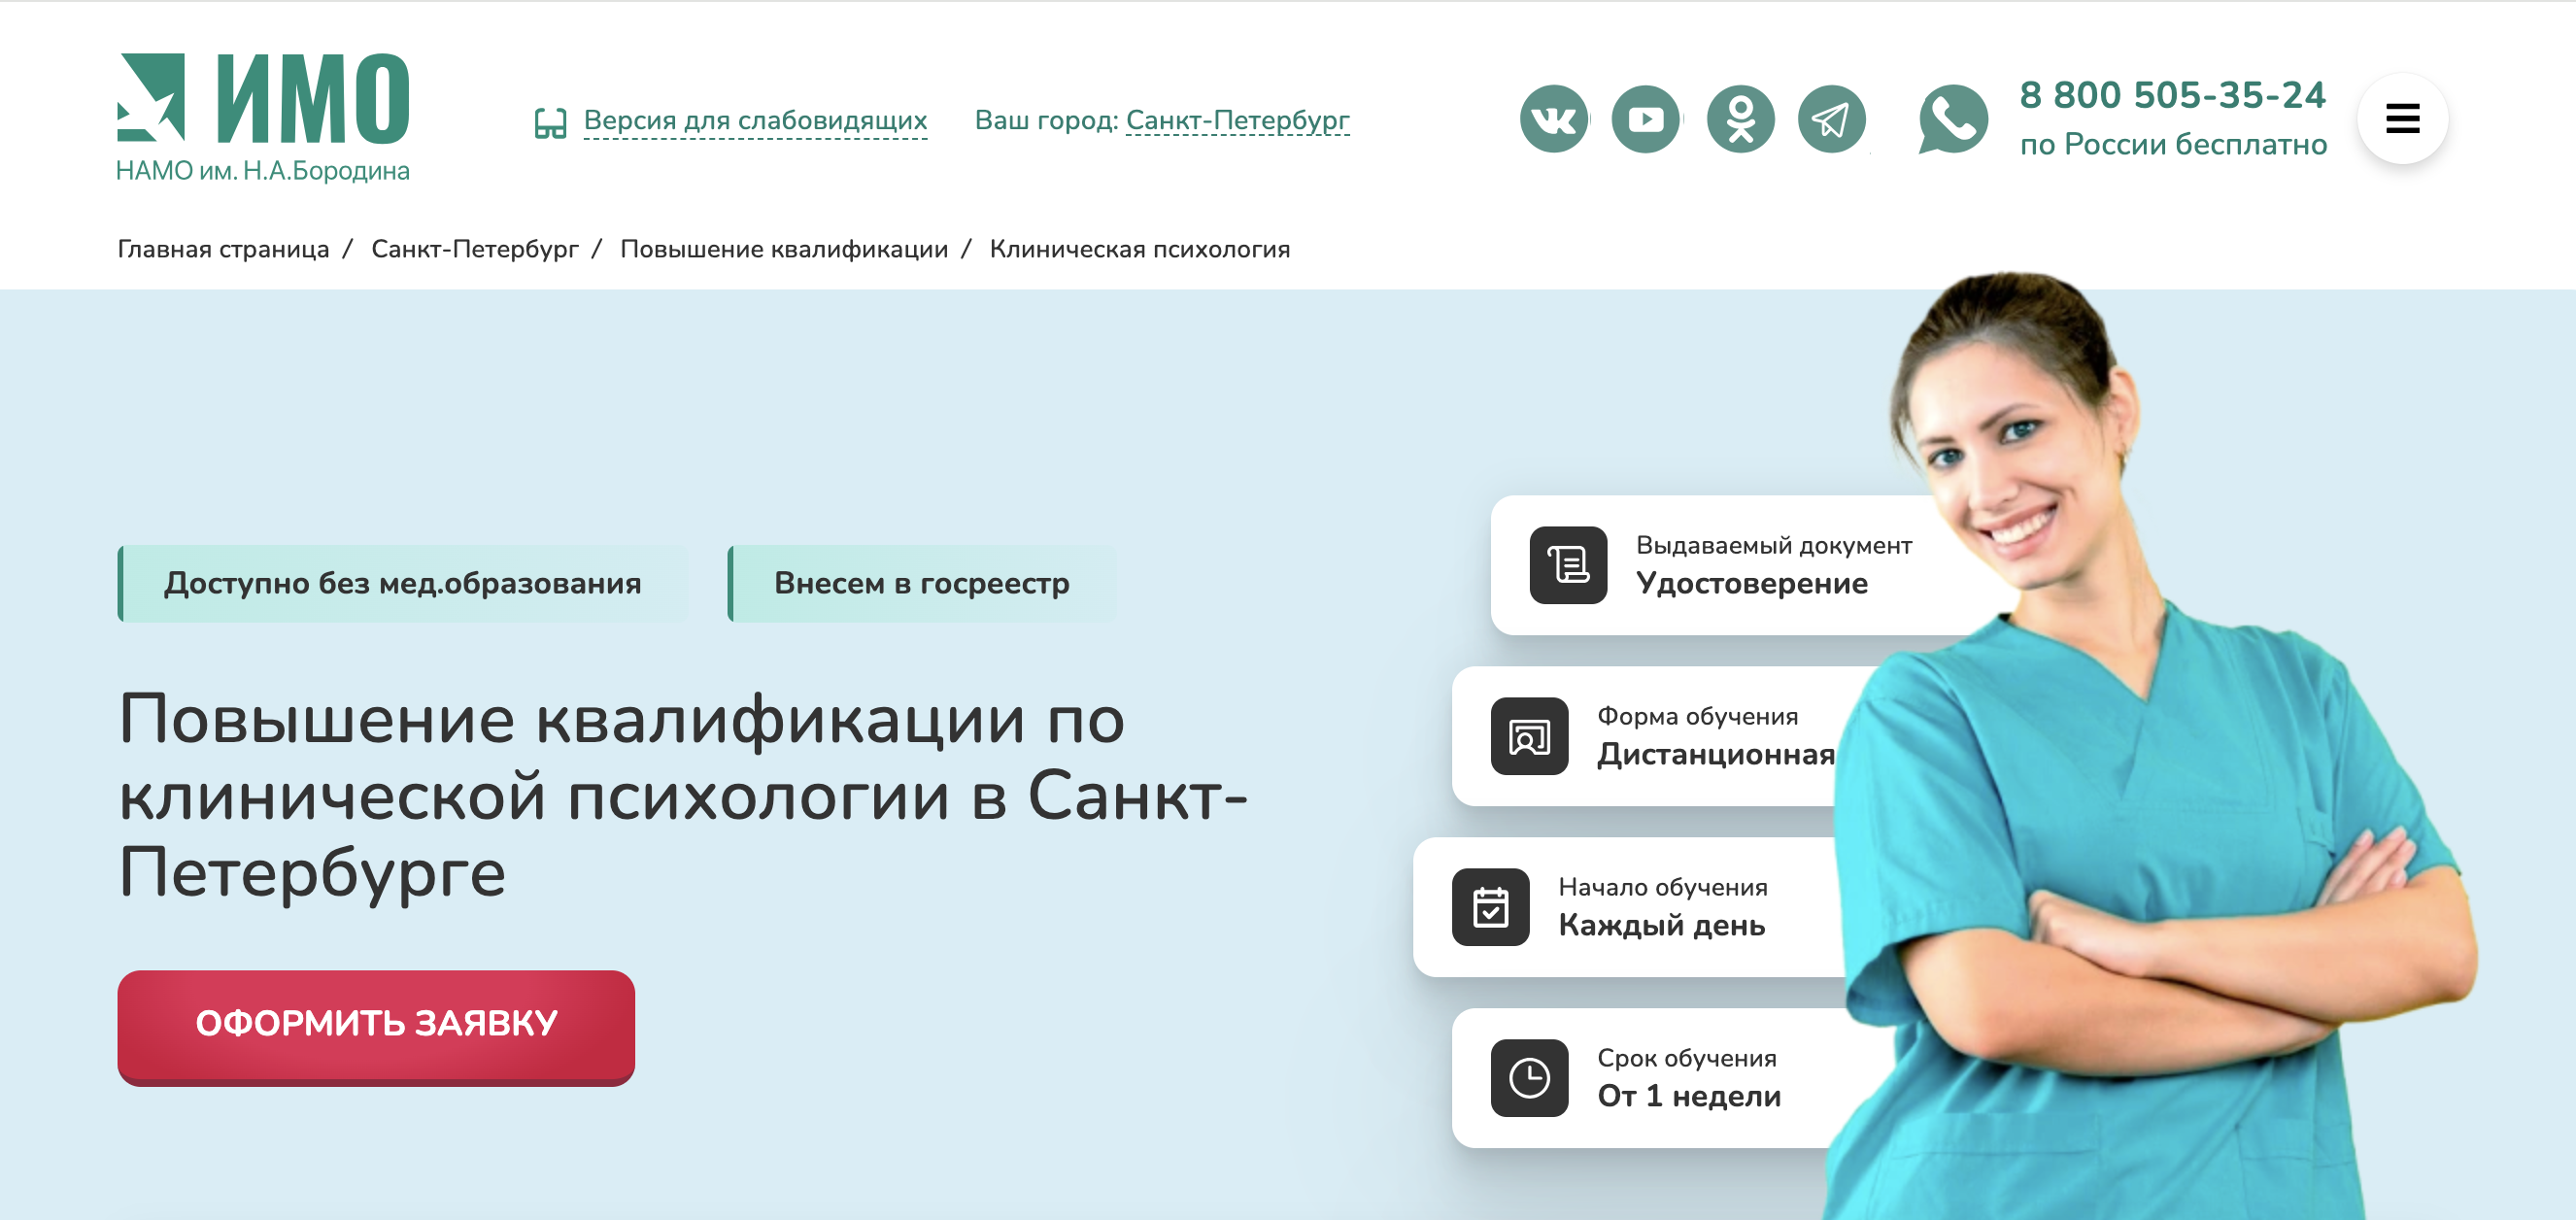 ИМО
НАМО им. Н.А.Бородина
Версия для слабовидящих
Ваш город: Санкт-Петербург
8 800 505-35-24
по России бесплатно
Главная страница / Санкт-Петербург / Повышение квалификации / Клиническая психология
Доступно без мед.образования
Внесем в госреестр
Повышение квалификации по
клинической психологии в Санкт-
Петербурге
ОФОРМИТЬ ЗАЯВКУ
Выдаваемый документ
Удостоверение
Форма обучения
Дистанционная
Начало обучения
Каждый день
Срок обучения
От 1 недели